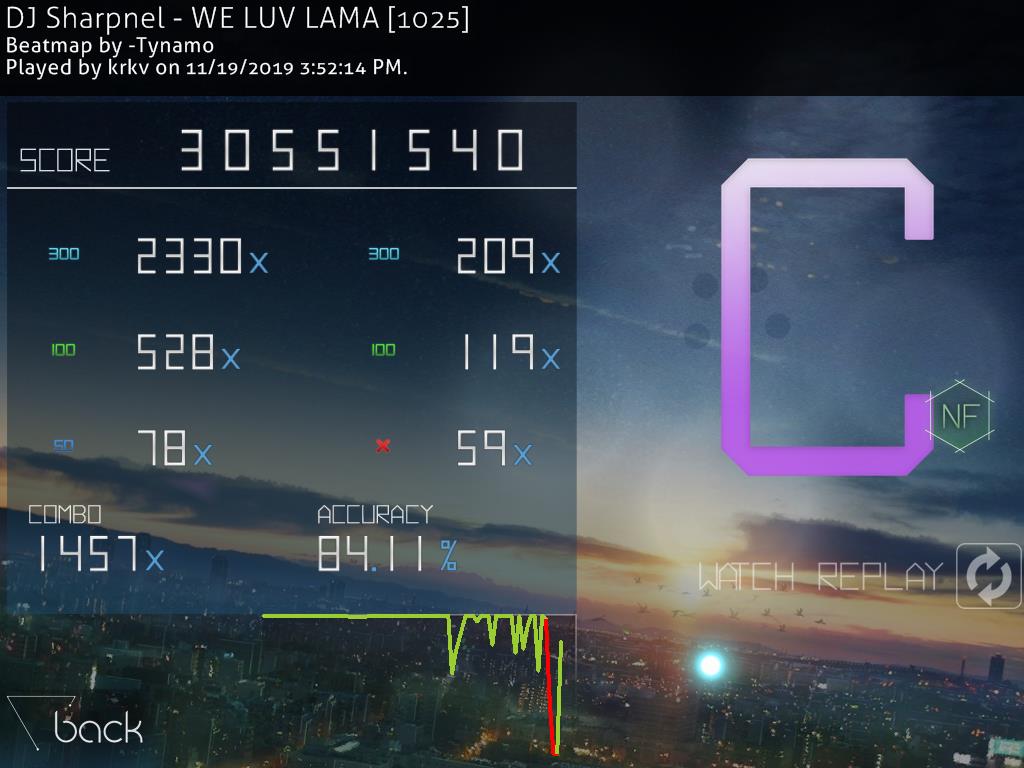 DJ Sharpnel - WE LUV LAMA [1025]
Beatmap by -Tynamo
Played by krkv on 11/19/2019 3:52:14 PM.
SCORE 30551540
300 2330x 300 209x
100 528x 100 119x
50 78x 59x
COMBO ACCURACY
1457x 84.11%
C
NF
WATCH REPLAY
back